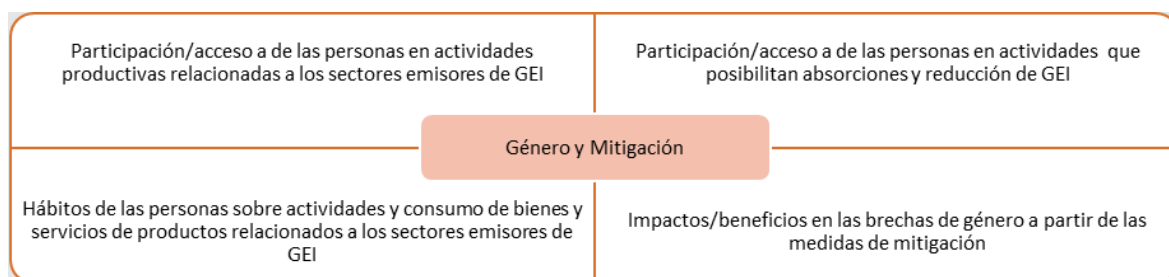 Participación/acceso a de las personas en actividades
productivas relacionadas a los sectores emisores de GEI
Participación/acceso a de las personas en actividades que
posibilitan absorciones y reducción de GEI
Género y Mitigación
Hábitos de las personas sobre actividades y consumo de bienes y
servicios de productos relacionados a los sectores emisores de
GEI
Impactos/beneficios en las brechas de género a partir de las
medidas de mitigación